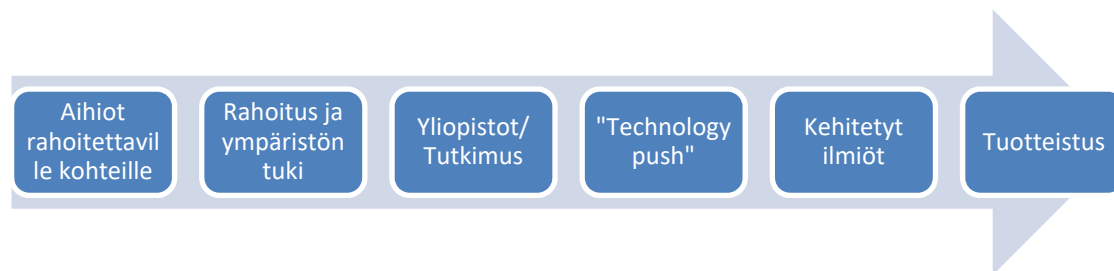 Aihiot
rahoitettavil
le kohteille
Rahoitus ja
ympäristön
tuki
Yliopistot/
Tutkimus
"Technology
push"
Kehitetyt
ilmiöt
Tuotteistus